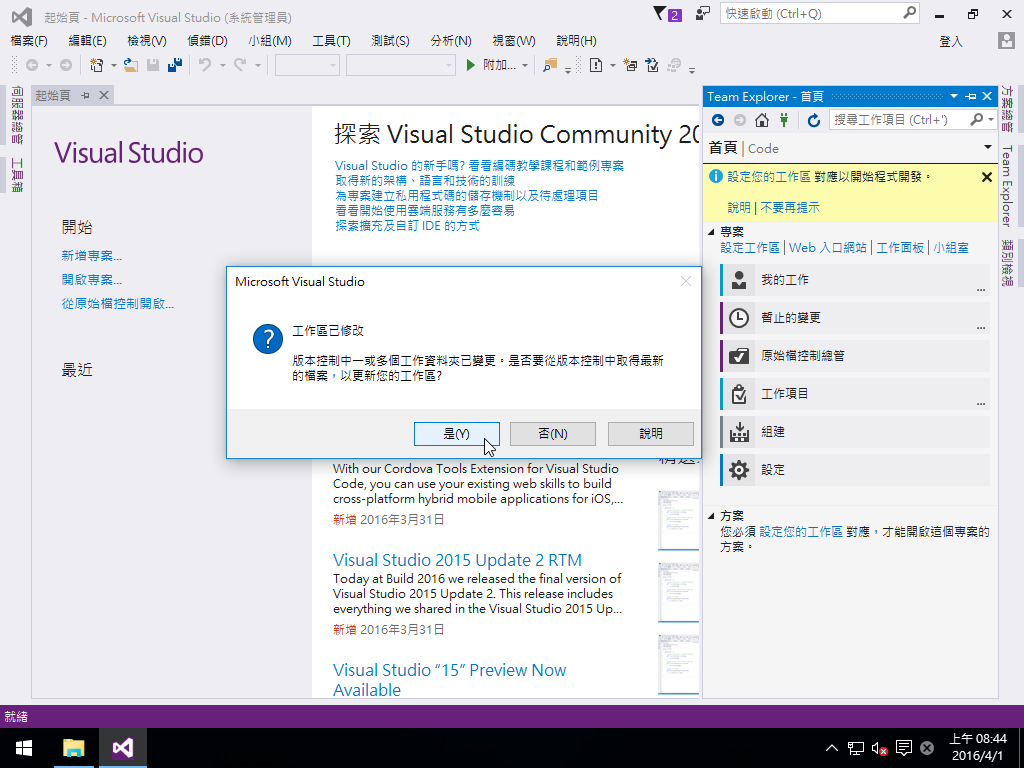 起始頁 - Microsoft Visual Studio (系統管理員)
2
快速啟動 (Ctrl+Q)
檔案(F) 編輯(E) 檢視(V) 偵錯(D) 小組(M) 工具(T) 測試(S) 分析(N) 視窗(W) 說明(H)
登入
附加...
伺服器總管
工具箱
起始頁
Visual Studio
開始
新增專案...
開啟專案...
從原始檔控制開啟...
最近
探索 Visual Studio Community 20
Visual Studio 的新手嗎? 看看編碼教學課程和範例專案
取得新的架構、語言和技術的訓練
為專案建立私用程式碼的儲存機制以及待處理項目
看看開始使用雲端服務有多麼容易
探索擴充及自訂 IDE 的方式
Microsoft Visual Studio
工作區已修改
版本控制中一或多個工作資料夾已變更。是否要從版本控制中取得最新
的檔案，以更新您的工作區?
是(Y)
否(N)
說明
With our Cordova Tools Extension for Visual Studio
Code, you can use your existing web skills to build
cross-platform hybrid mobile applications for iOS,...
新增 2016年3月31日
Visual Studio 2015 Update 2 RTM
Today at Build 2016 we released the final version of
Visual Studio 2015 Update 2. This release includes
everything we shared in the Visual Studio 2015 Up...
新增 2016年3月31日
Visual Studio “15” Preview Now
Available
Team Explorer - 首頁
搜尋工作項目 (Ctrl+')
首頁 | Code
設定您的工作區 對應以開始程式開發。
說明 | 不要再提示
專案
設定工作區 | Web 入口網站 | 工作面板 | 小組室
我的工作
...
暫止的變更
...
原始檔控制總管
工作項目
...
組建
設定
方案
您必須 設定您的工作區 對應，才能開啟這個專案的
方案。
方案總管
Team Explorer
類別檢視
就緒
上午 08:44
2016/4/1